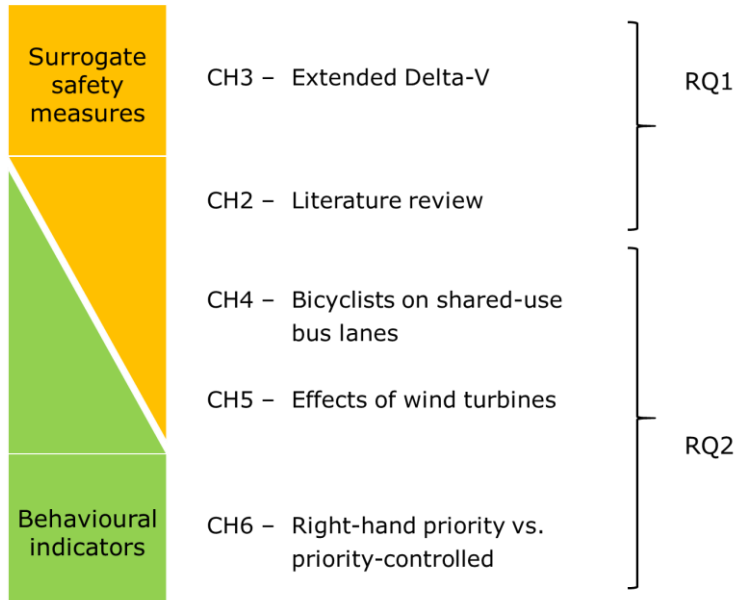 Surrogate
safety
measures
CH3 – Extended Delta-V
RQ1
CH2 – Literature review
CH4 – Bicyclists on shared-use
bus lanes
CH5 – Effects of wind turbines
RQ2
Behavioural
indicators
CH6 – Right-hand priority vs.
priority-controlled